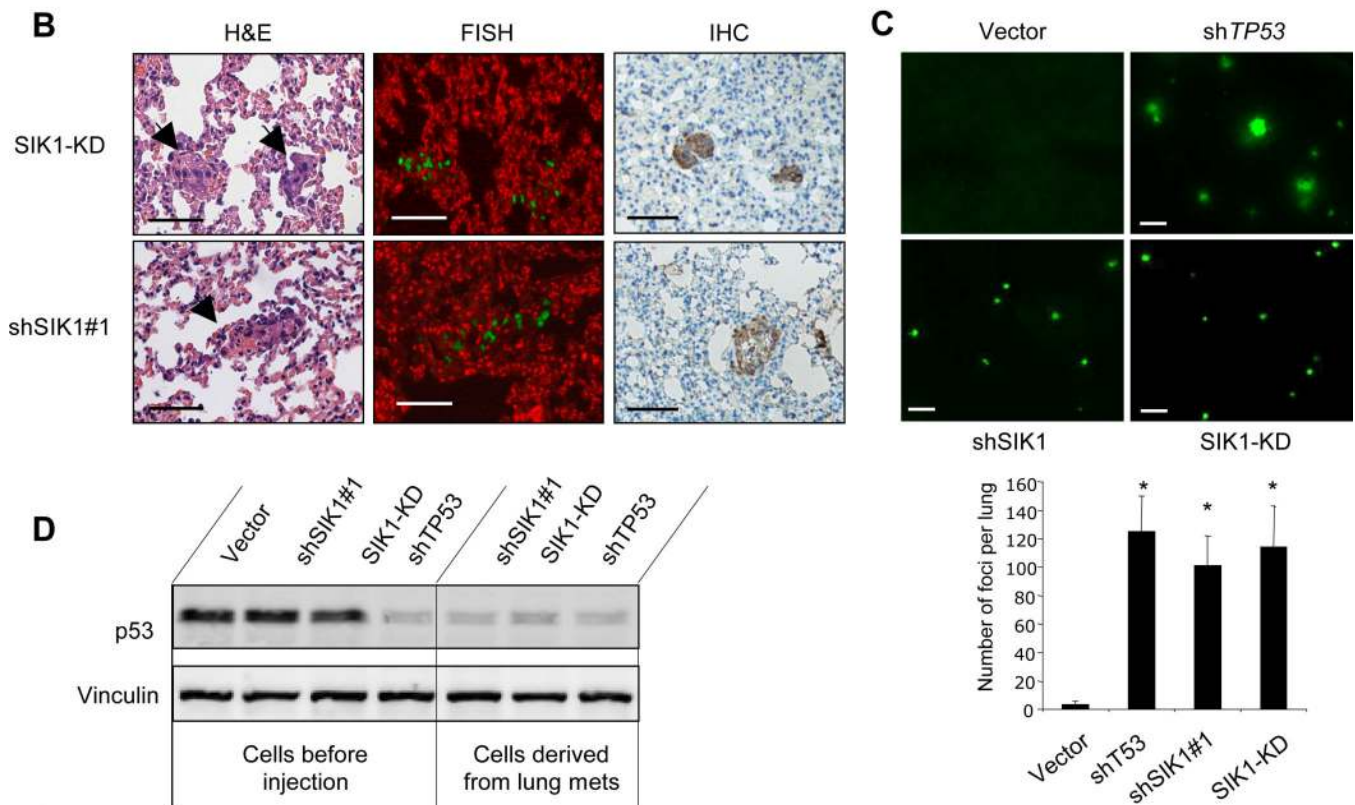 B
H&E
FISH
IHC
SIK1-KD
shSIK1#1
C
Vector
shTP53
shSIK1
SIK1-KD
Number of foci per lung
160
140
120
100
80
60
40
20
0
*
*
*
Vector
shT53
shSIK1#1
SIK1-KD
D
Vector
shSIK1#1
SIK1-KD
shTP53
shSIK1#1
SIK1-KD
shTP53
p53
Vinculin
Cells before
injection
Cells derived
from lung mets